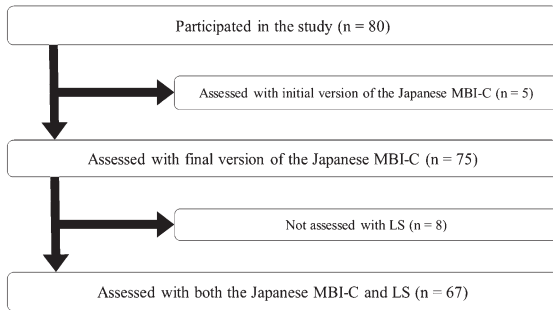 Participated in the study (n = 80)
Assessed with initial version of the Japanese MBI-C (n = 5)
Assessed with final version of the Japanese MBI-C (n = 75)
Not assessed with LS (n = 8)
Assessed with both the Japanese MBI-C and LS (n = 67)